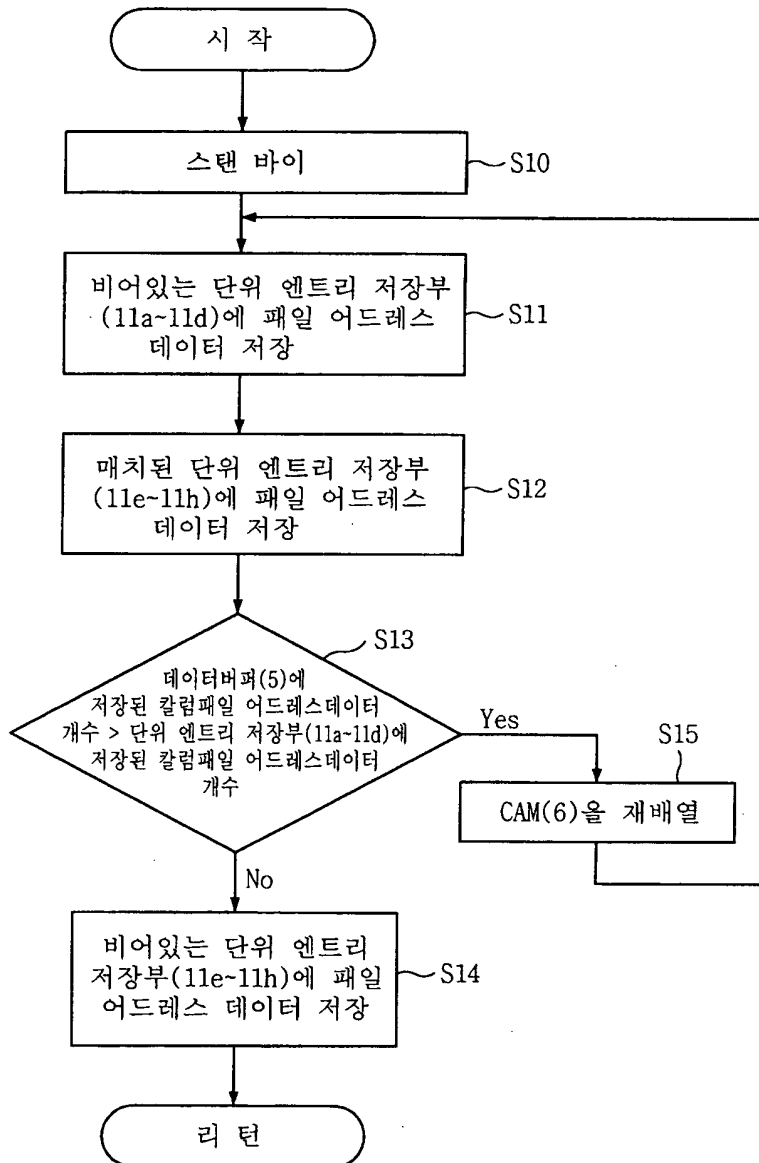 시 작
스탠 바이
S10
비어있는 단위 엔트리 저장부
(11a~11d)에 패일 어드레스
데이터 저장
S11
매치된 단위 엔트리 저장부
(11e~11h)에 패일 어드레스
데이터 저장
S12
S13
데이터버퍼(5)에
저장된 칼럼패일 어드레스데이터
개수 > 단위 엔트리 저장부(11a~11d)에
저장된 칼럼패일 어드레스데이터
개수
Yes
S15
CAM(6)을 재배열
No
비어있는 단위 엔트리
저장부(11e~11h)에 패일
어드레스 데이터 저장
S14
리 턴